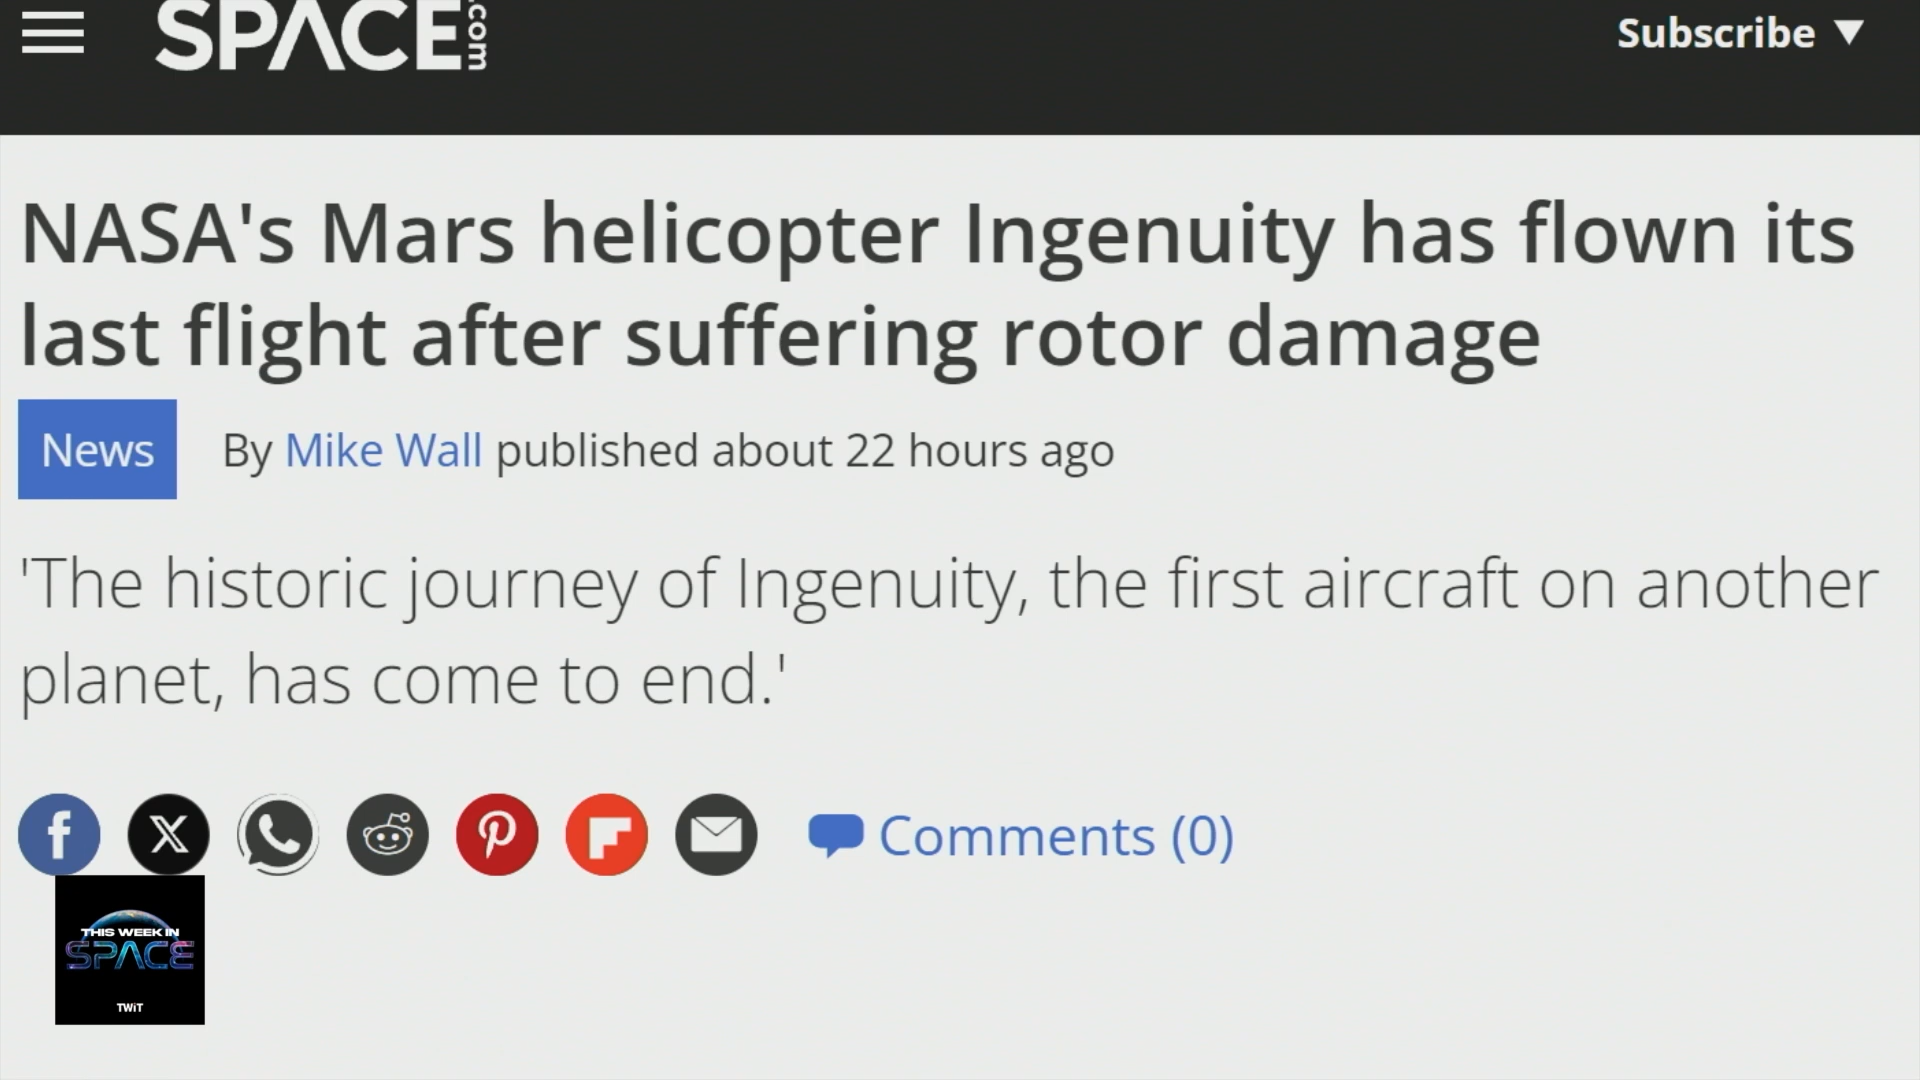 SPACE.com
Subscribe ▼
NASA's Mars helicopter Ingenuity has flown its
last flight after suffering rotor damage
News
By Mike Wall published about 22 hours ago
'The historic journey of Ingenuity, the first aircraft on another
planet, has come to end.'
Comments (0)
THIS WEEK IN
SPACE
TWiT